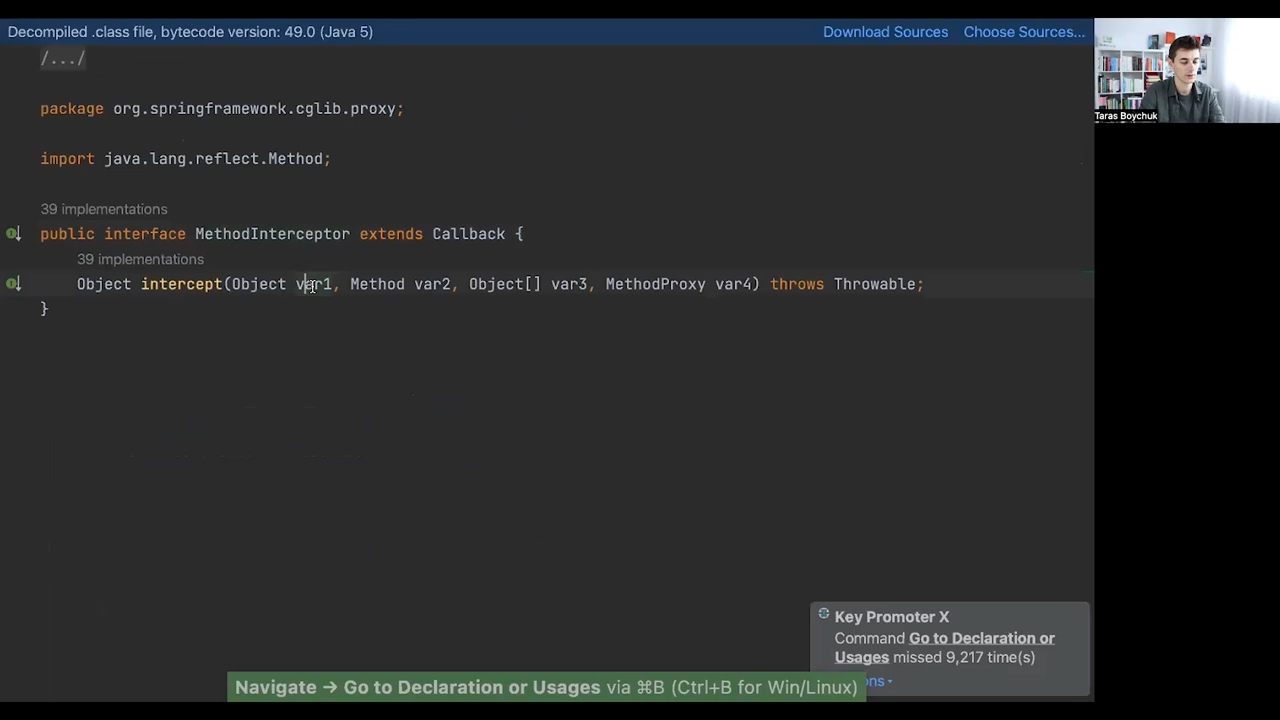 Decompiled .class file, bytecode version: 49.0 (Java 5)
Download Sources
Choose Sources...
/.../
Taras Boychuk
package org.springframework.cglib.proxy;
import java.lang.reflect.Method;
39 implementations
public interface MethodInterceptor extends Callback {
39 implementations
Object intercept(Object var1, Method var2, Object[] var3, MethodProxy var4) throws Throwable;
}
Key Promoter X
Command Go to Declaration or
Usages missed 9,217 time(s)
Navigate → Go to Declaration or Usages via ⌘B (Ctrl+B for Win/Linux)